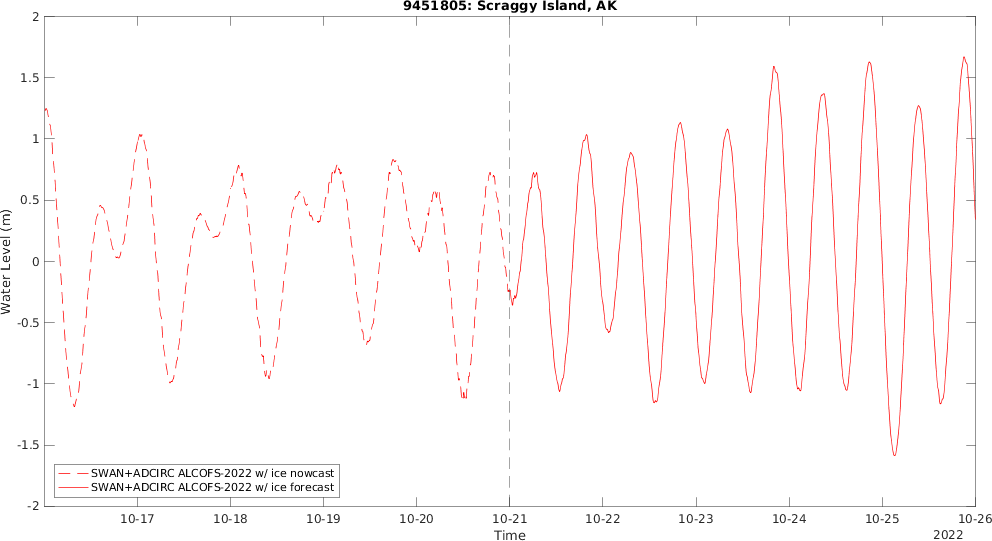 9451805: Scraggy Island, AK
Water Level (m)
2
1.5
1
0.5
0
-0.5
-1
-1.5
-2
SWAN+ADCIRC ALCOFS-2022 w/ ice nowcast
SWAN+ADCIRC ALCOFS-2022 w/ ice forecast
10-17 10-18 10-19 10-20 10-21 10-22 10-23 10-24 10-25 10-26
Time
2022